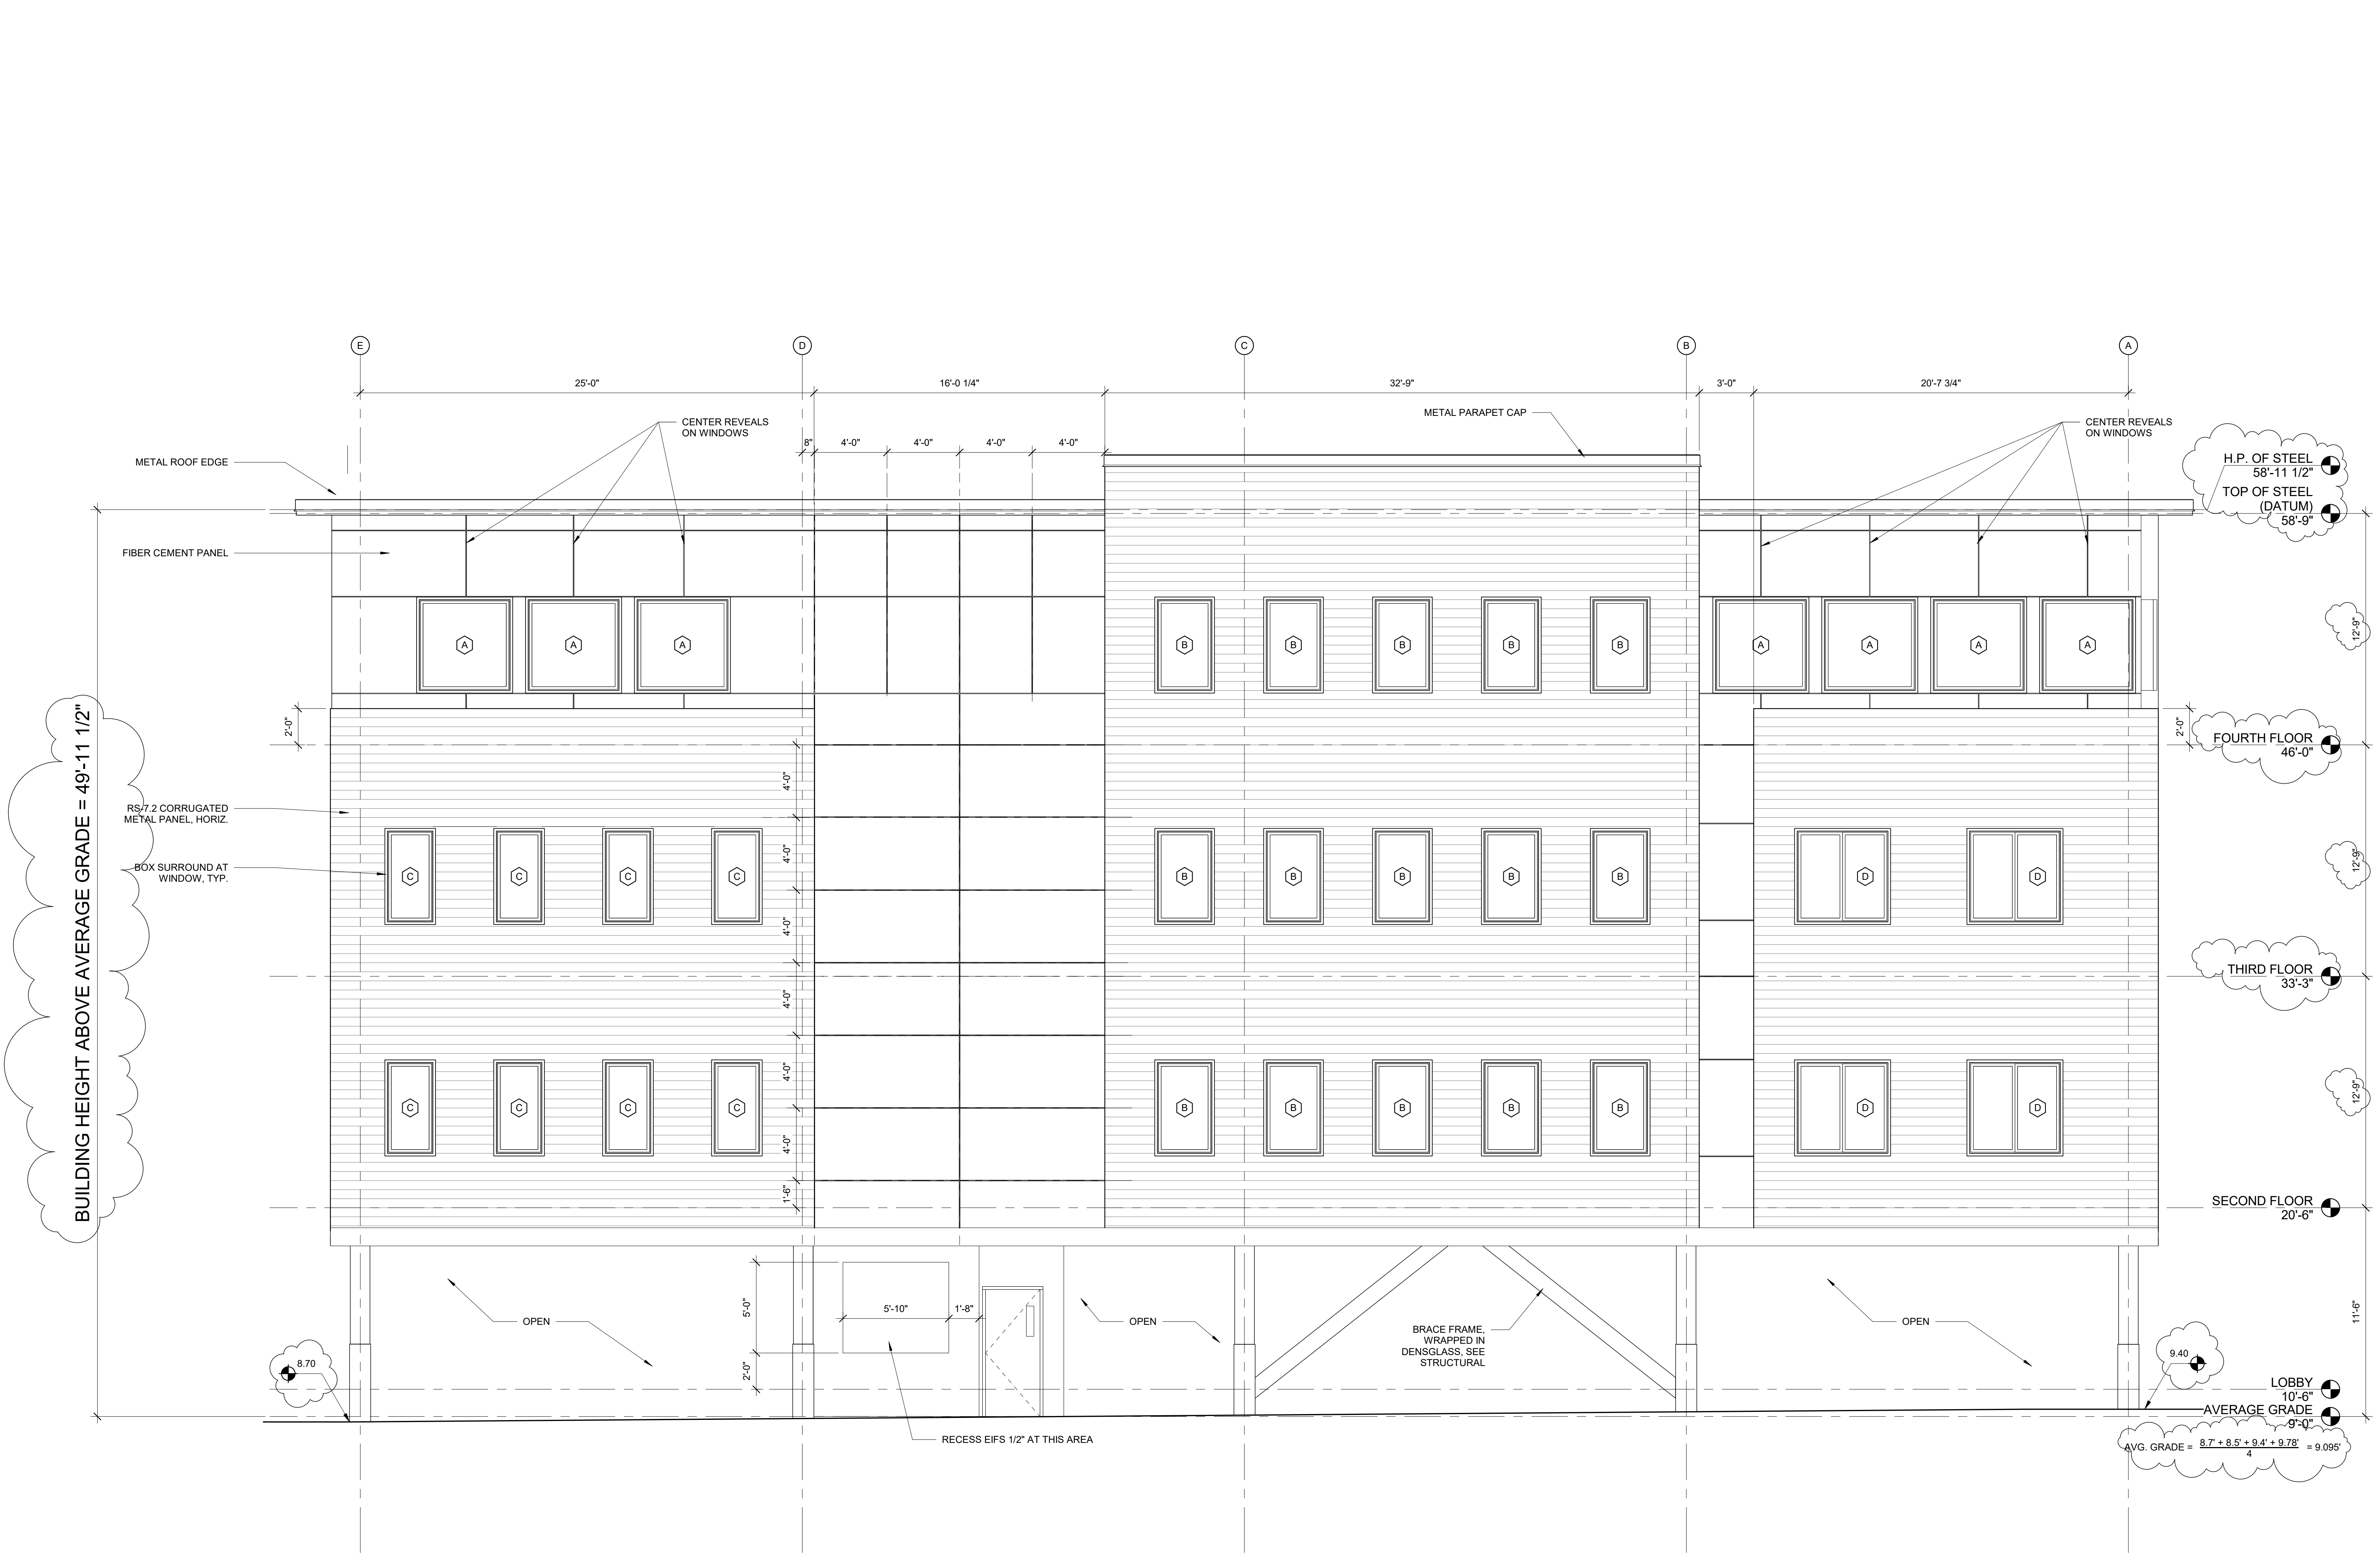 E
D
C
B
A
25'-0"
16'-0 1/4"
32'-9"
3'-0"
20'-7 3/4"
METAL PARAPET CAP
CENTER REVEALS
ON WINDOWS
CENTER REVEALS
ON WINDOWS
8"
4'-0"
4'-0"
4'-0"
4'-0"
METAL ROOF EDGE
H.P. OF STEEL
58'-11 1/2"
TOP OF STEEL
(DATUM)
58'-9"
FIBER CEMENT PANEL
A
A
A
B
B
B
B
B
A
A
A
A
12'-9"
2'-0"
2'-0"
FOURTH FLOOR
46'-0"
BUILDING HEIGHT ABOVE AVERAGE GRADE = 49'-11 1/2"
4'-0"
RS-7.2 CORRUGATED
METAL PANEL, HORIZ.
4'-0"
12'-9"
BOX SURROUND AT
WINDOW, TYP.
C
C
C
C
B
B
B
B
B
D
D
4'-0"
THIRD FLOOR
33'-3"
4'-0"
4'-0"
12'-9"
C
C
C
C
B
B
B
B
B
D
D
4'-0"
1'-6"
SECOND FLOOR
20'-6"
5'-0"
5'-10"
1'-8"
11'-6"
OPEN
OPEN
OPEN
BRACE FRAME,
WRAPPED IN
DENSGLASS, SEE
STRUCTURAL
8.70
2'-0"
9.40
LOBBY
10'-6"
AVERAGE GRADE
9'-0"
RECESS EIFS 1/2" AT THIS AREA
AVG. GRADE = 8.7' + 8.5' + 9.4' + 9.78' = 9.095'
4